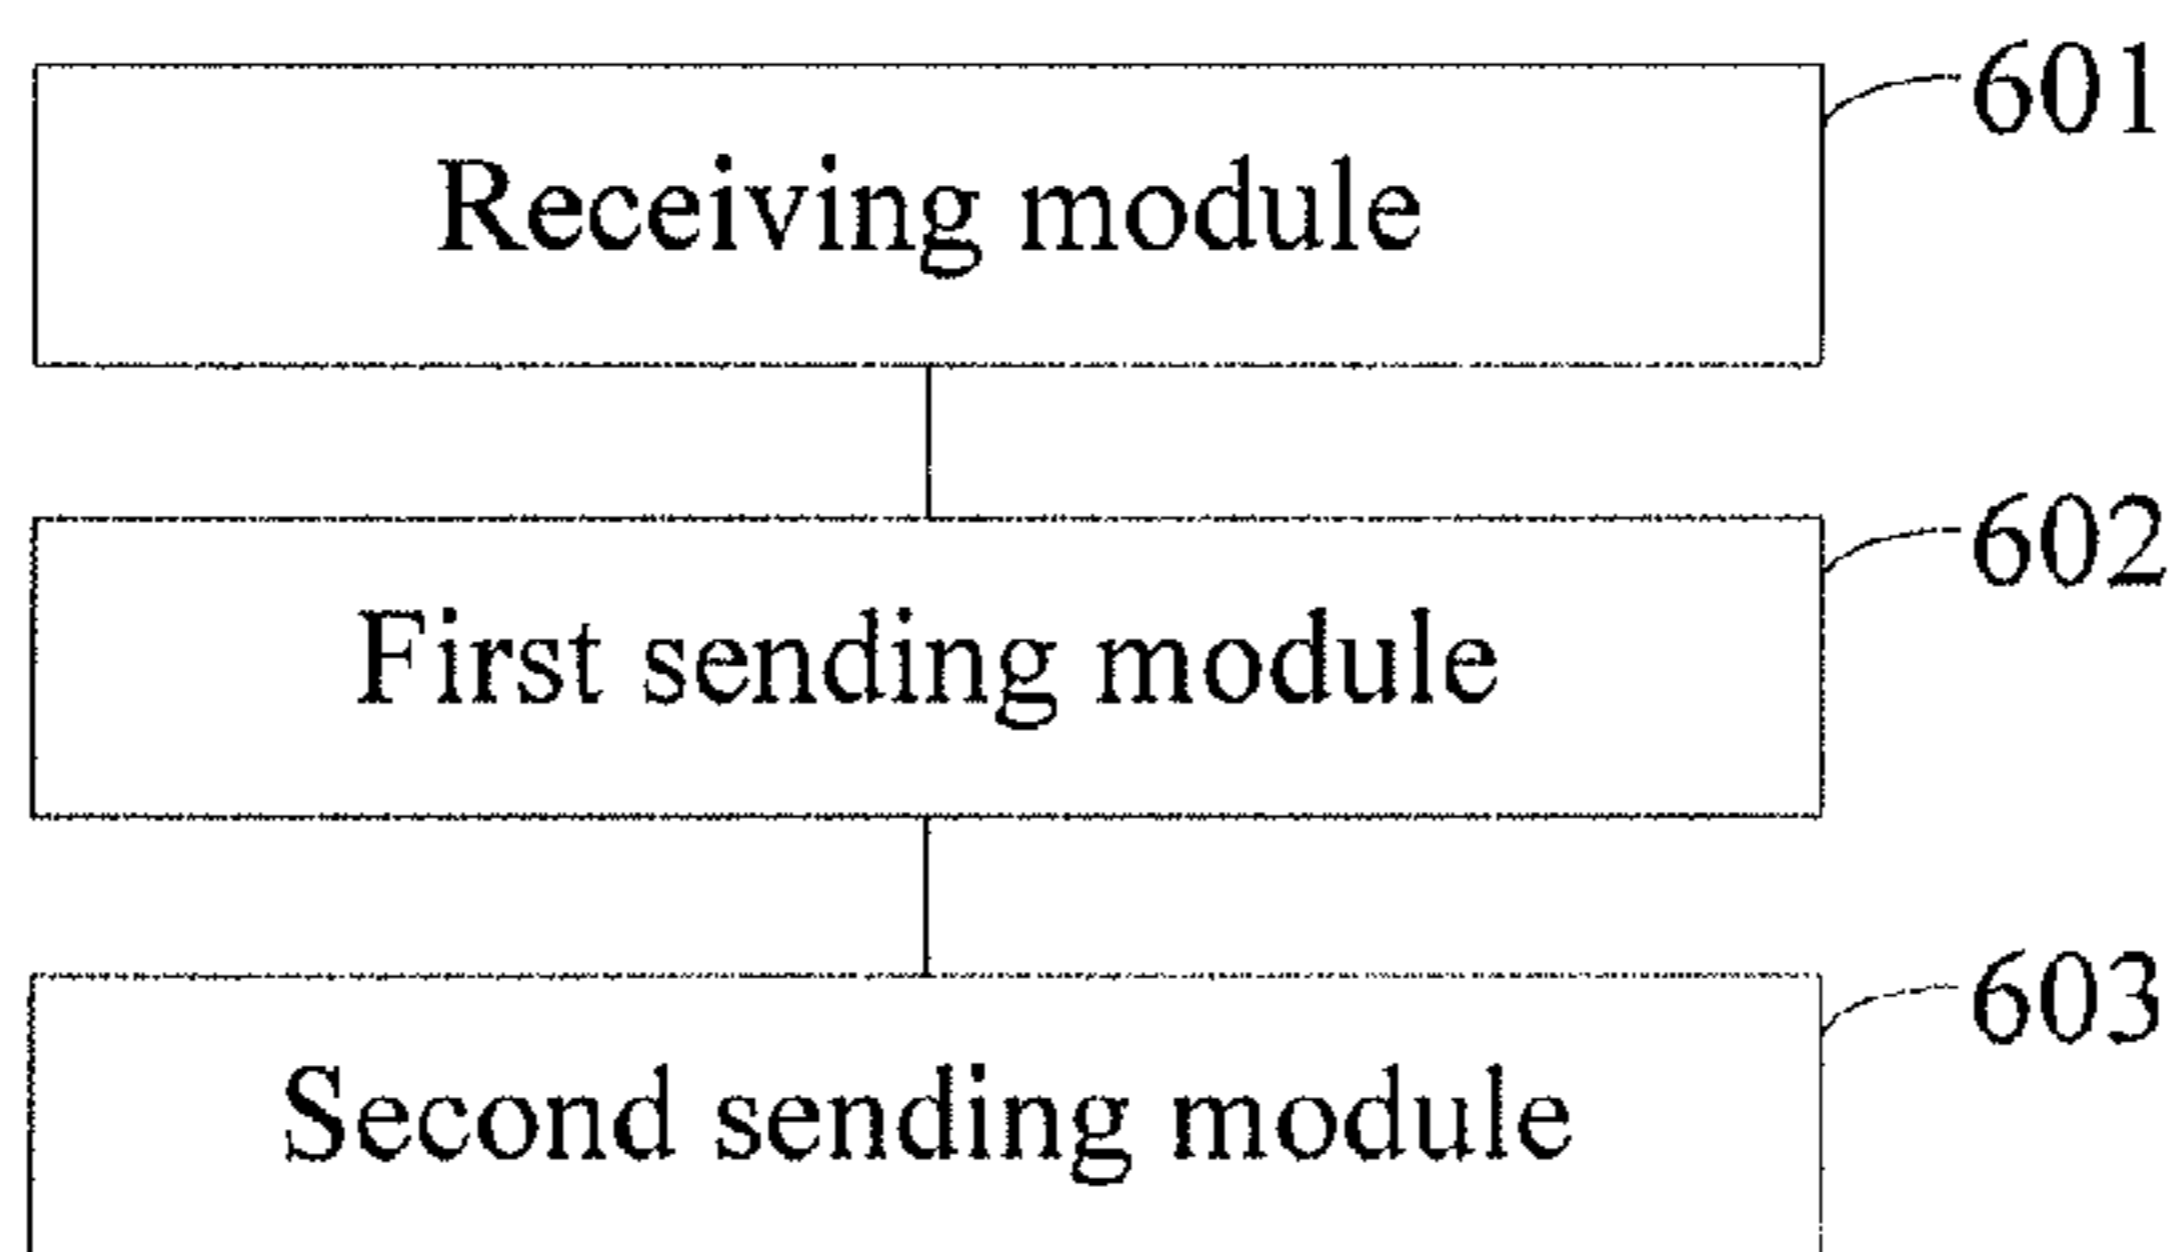 601
Receiving module
602
First sending module
603
Second sending module